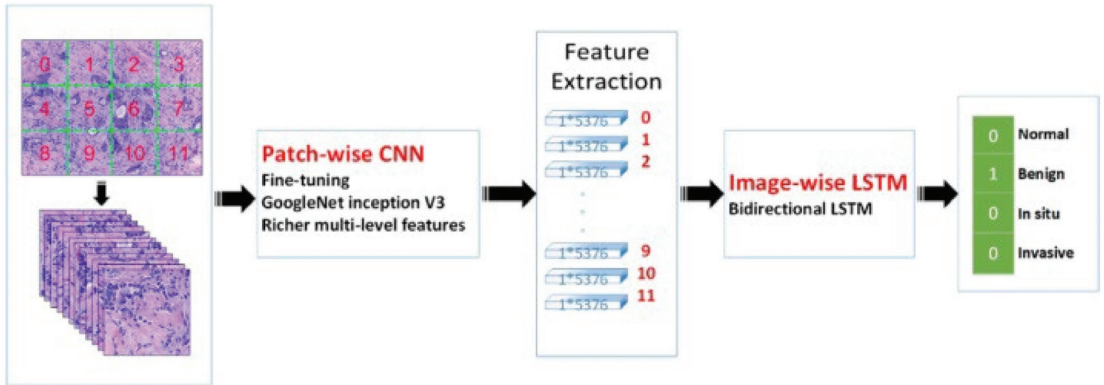 0 1 2 3
4 5 6 7
8 9 10 11
Patch-wise CNN
Fine-tuning
GoogleNet inception V3
Richer multi-level features
Feature
Extraction
1*5376 0
1*5376 1
1*5376 2
1*5376 9
1*5376 10
1*5376 11
Image-wise LSTM
Bidirectional LSTM
0 Normal
1 Benign
0 In situ
0 Invasive